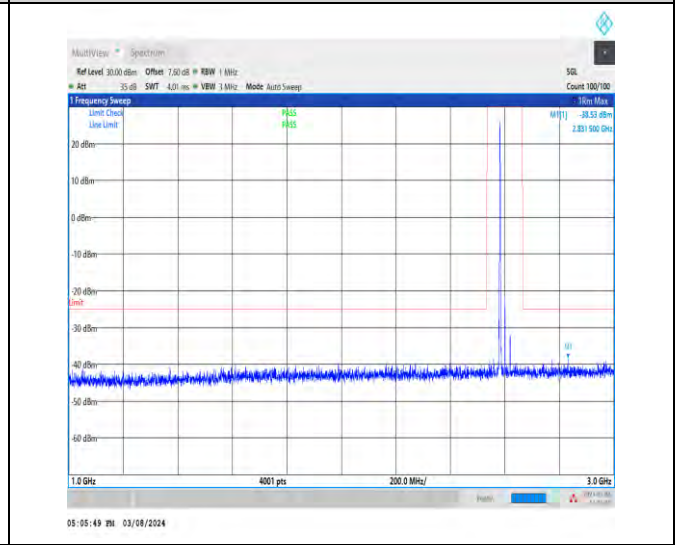 MultiView Spectrum
Ref Level 30.00 dBm Offset 7.60 dB RBW 1 MHz SGL
Att 35 dB SWT 4.01 ms VBW 3 MHz Mode Auto Sweep Count 100/100
1 Frequency Sweep 1Rm Max
Limit Check PASS M1[1] -38.53 dBm
Line Limit PASS 2.831 500 GHz
20 dBm
10 dBm
0 dBm
-10 dBm
-20 dBm
Limit
-30 dBm
M1
-40 dBm
-50 dBm
-60 dBm
1.0 GHz 4001 pts 200.0 MHz/ 3.0 GHz
05:05:49 PM 03/08/2024